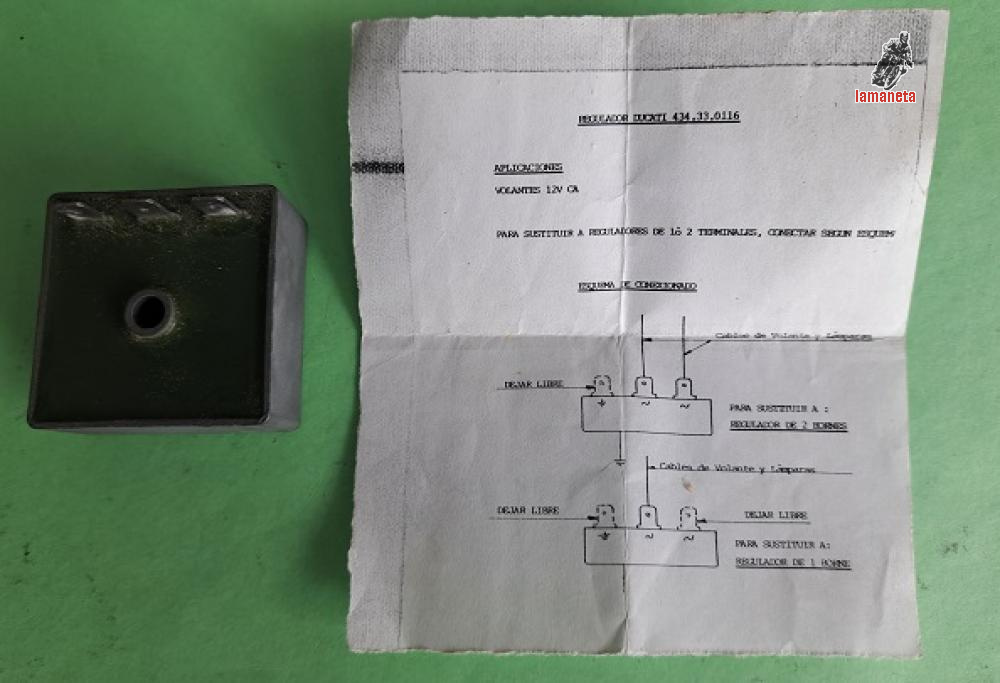 lamaneta
REGULADOR DUCATI 434.33.0116
APLICACIONES
VOLANTES 12V CA
PARA SUSTITUIR A REGULADORES DE 1ó 2 TERMINALES, CONECTAR SEGUN ESQUEM
ESQUEMA DE CONEXIONADO
Cables de Volante y Lámparas
DEJAR LIBRE
~ ~
PARA SUSTITUIR A :
REGULADOR DE 2 BORNES
Cables de Volante y Lámparas
DEJAR LIBRE
DEJAR LIBRE
~ ~
PARA SUSTITUIR A:
REGULADOR DE 1 BORNE